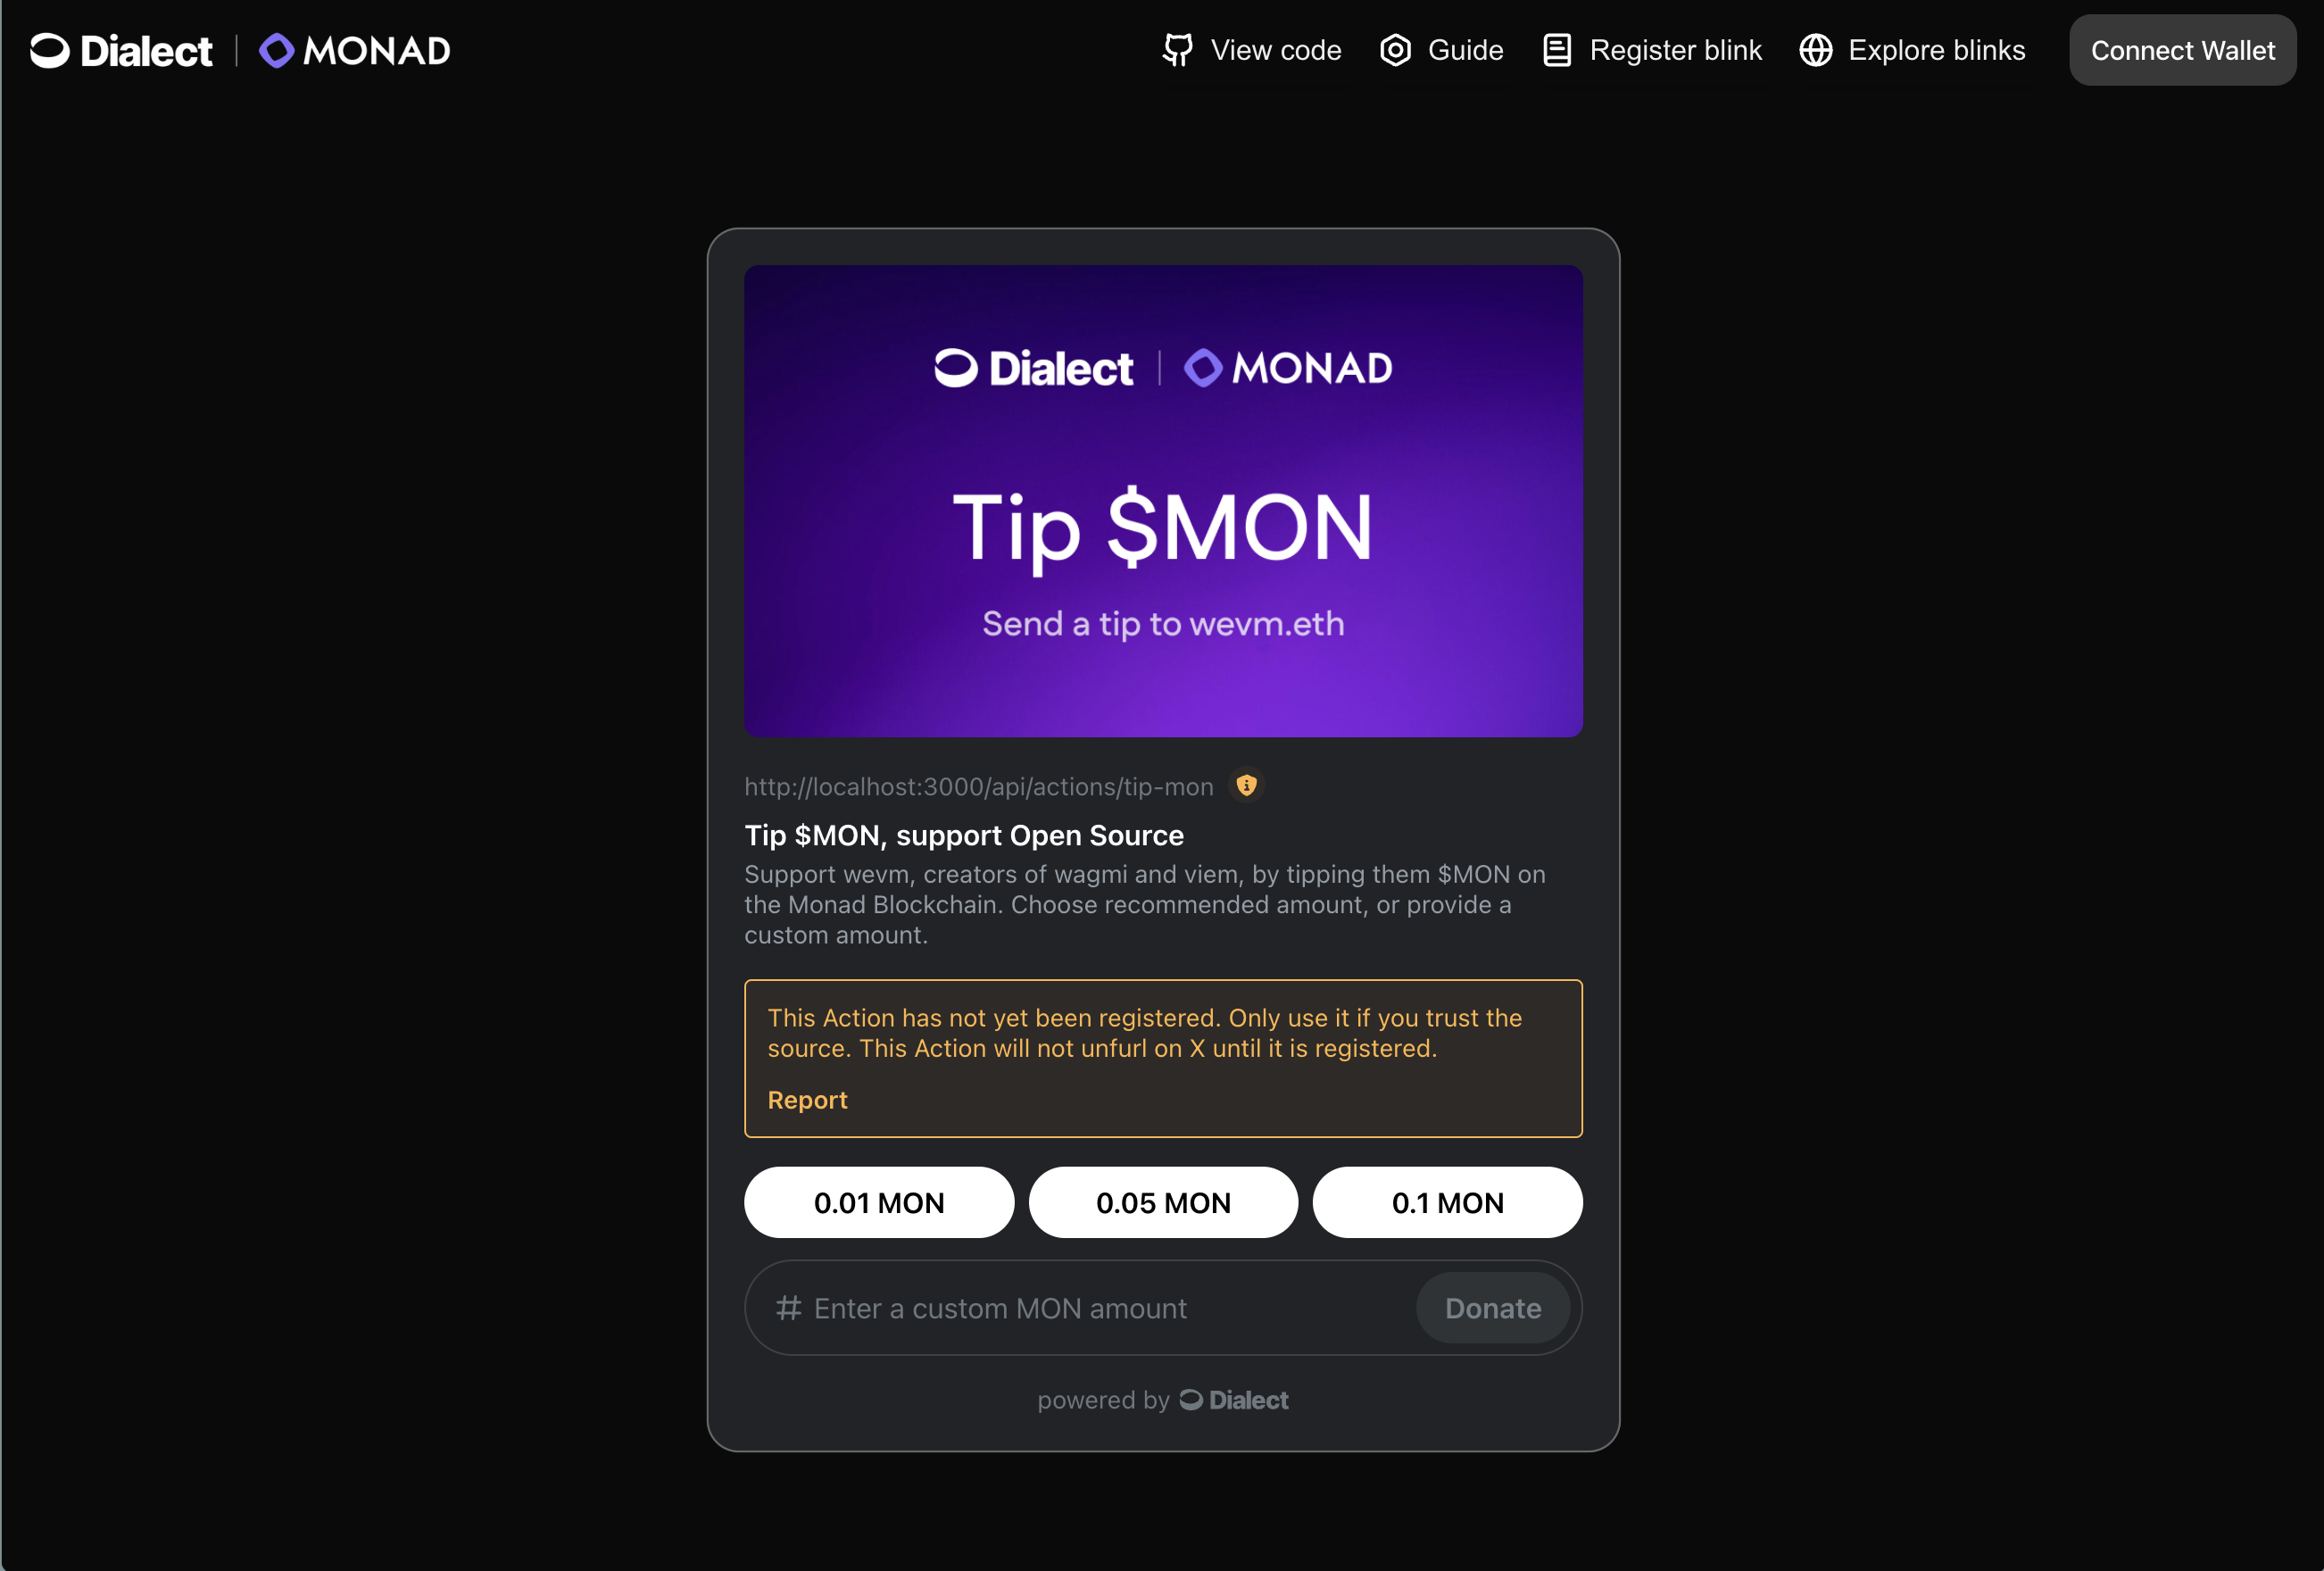 Dialect | MONAD
View code
Guide
Register blink
Explore blinks
Connect Wallet
Dialect | MONAD
Tip $MON
Send a tip to wevm.eth
http://localhost:3000/api/actions/tip-mon
Tip $MON, support Open Source
Support wevm, creators of wagmi and viem, by tipping them $MON on
the Monad Blockchain. Choose recommended amount, or provide a
custom amount.
This Action has not yet been registered. Only use it if you trust the
source. This Action will not unfurl on X until it is registered.
Report
0.01 MON
0.05 MON
0.1 MON
# Enter a custom MON amount
Donate
powered by Dialect